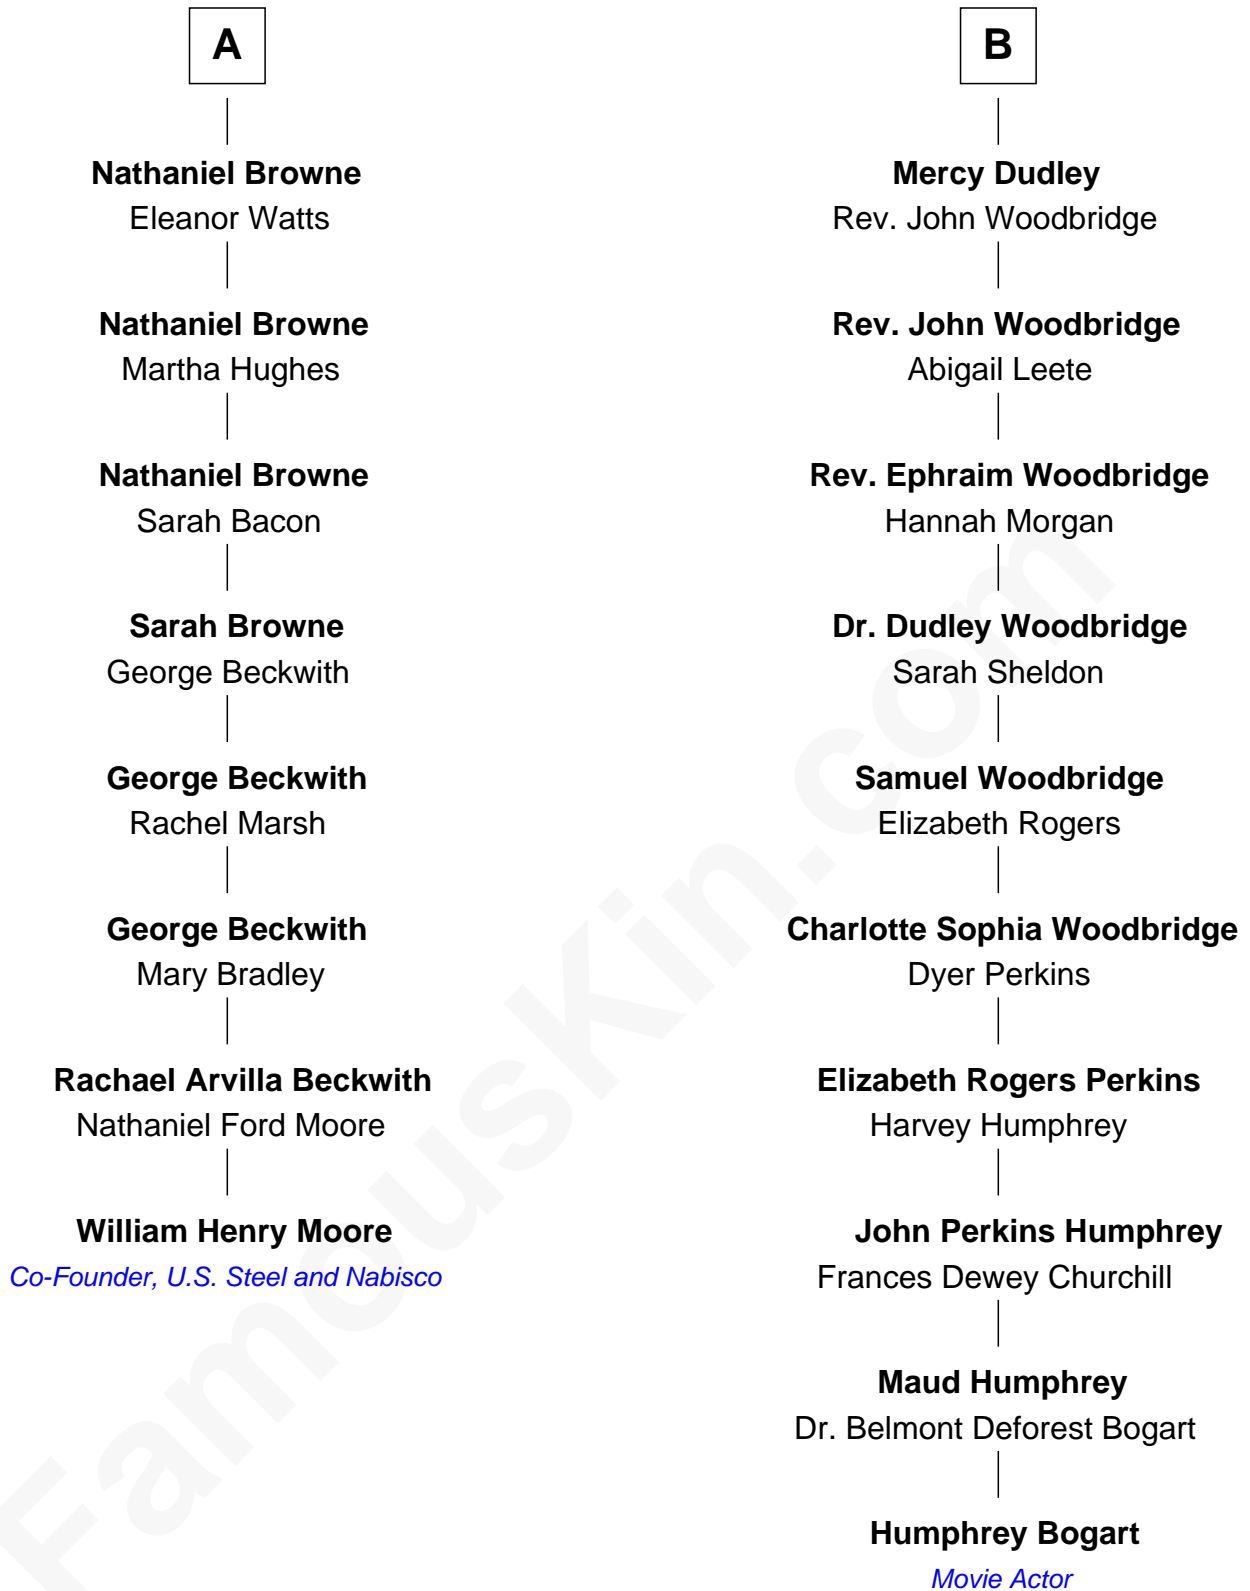 A
Nathaniel Browne
Eleanor Watts
Nathaniel Browne
Martha Hughes
Nathaniel Browne
Sarah Bacon
Sarah Browne
George Beckwith
George Beckwith
Rachel Marsh
George Beckwith
Mary Bradley
Rachael Arvilla Beckwith
Nathaniel Ford Moore
William Henry Moore
Co-Founder, U.S. Steel and Nabisco
B
Mercy Dudley
Rev. John Woodbridge
Rev. John Woodbridge
Abigail Leete
Rev. Ephraim Woodbridge
Hannah Morgan
Dr. Dudley Woodbridge
Sarah Sheldon
Samuel Woodbridge
Elizabeth Rogers
Charlotte Sophia Woodbridge
Dyer Perkins
Elizabeth Rogers Perkins
Harvey Humphrey
John Perkins Humphrey
Frances Dewey Churchill
Maud Humphrey
Dr. Belmont Deforest Bogart
Humphrey Bogart
Movie Actor
FamousKin.com